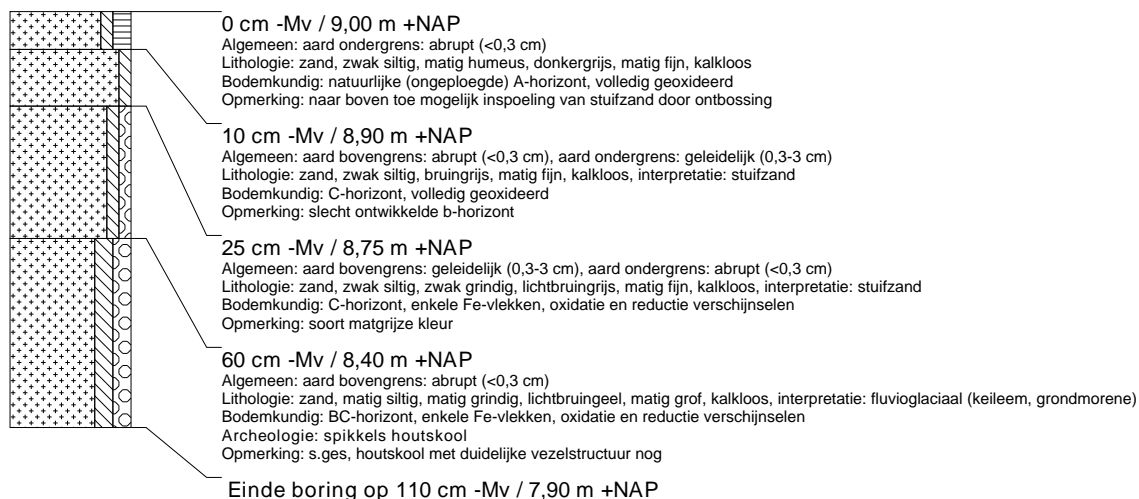 0 cm -Mv / 9,00 m +NAP
Algemeen: aard ondergrens: abrupt (<0,3 cm)
Lithologie: zand, zwak siltig, matig humeus, donkergrijs, matig fijn, kalkloos
Bodemkundig: natuurlijke (ongeploegde) A-horizont, volledig geoxideerd
Opmerking: naar boven toe mogelijk inspoeling van stuifzand door ontbossing
10 cm -Mv / 8,90 m +NAP
Algemeen: aard bovengrens: abrupt (<0,3 cm), aard ondergrens: geleidelijk (0,3-3 cm)
Lithologie: zand, zwak siltig, bruingrijs, matig fijn, kalkloos, interpretatie: stuifzand
Bodemkundig: C-horizont, volledig geoxideerd
Opmerking: slecht ontwikkelde b-horizont
25 cm -Mv / 8,75 m +NAP
Algemeen: aard bovengrens: geleidelijk (0,3-3 cm), aard ondergrens: abrupt (<0,3 cm)
Lithologie: zand, zwak siltig, zwak grindig, lichtbruingrijs, matig fijn, kalkloos, interpretatie: stuifzand
Bodemkundig: C-horizont, enkele Fe-vlekken, oxidatie en reductie verschijnselen
Opmerking: soort matgrijze kleur
60 cm -Mv / 8,40 m +NAP
Algemeen: aard bovengrens: abrupt (<0,3 cm)
Lithologie: zand, matig siltig, matig grindig, lichtbruingeel, matig grof, kalkloos, interpretatie: fluvioglaciaal (keileem, grondmorene)
Bodemkundig: BC-horizont, enkele Fe-vlekken, oxidatie en reductie verschijnselen
Archeologie: spikkels houtskool
Opmerking: s.ges, houtskool met duidelijke vezelstructuur nog
Einde boring op 110 cm -Mv / 7,90 m +NAP